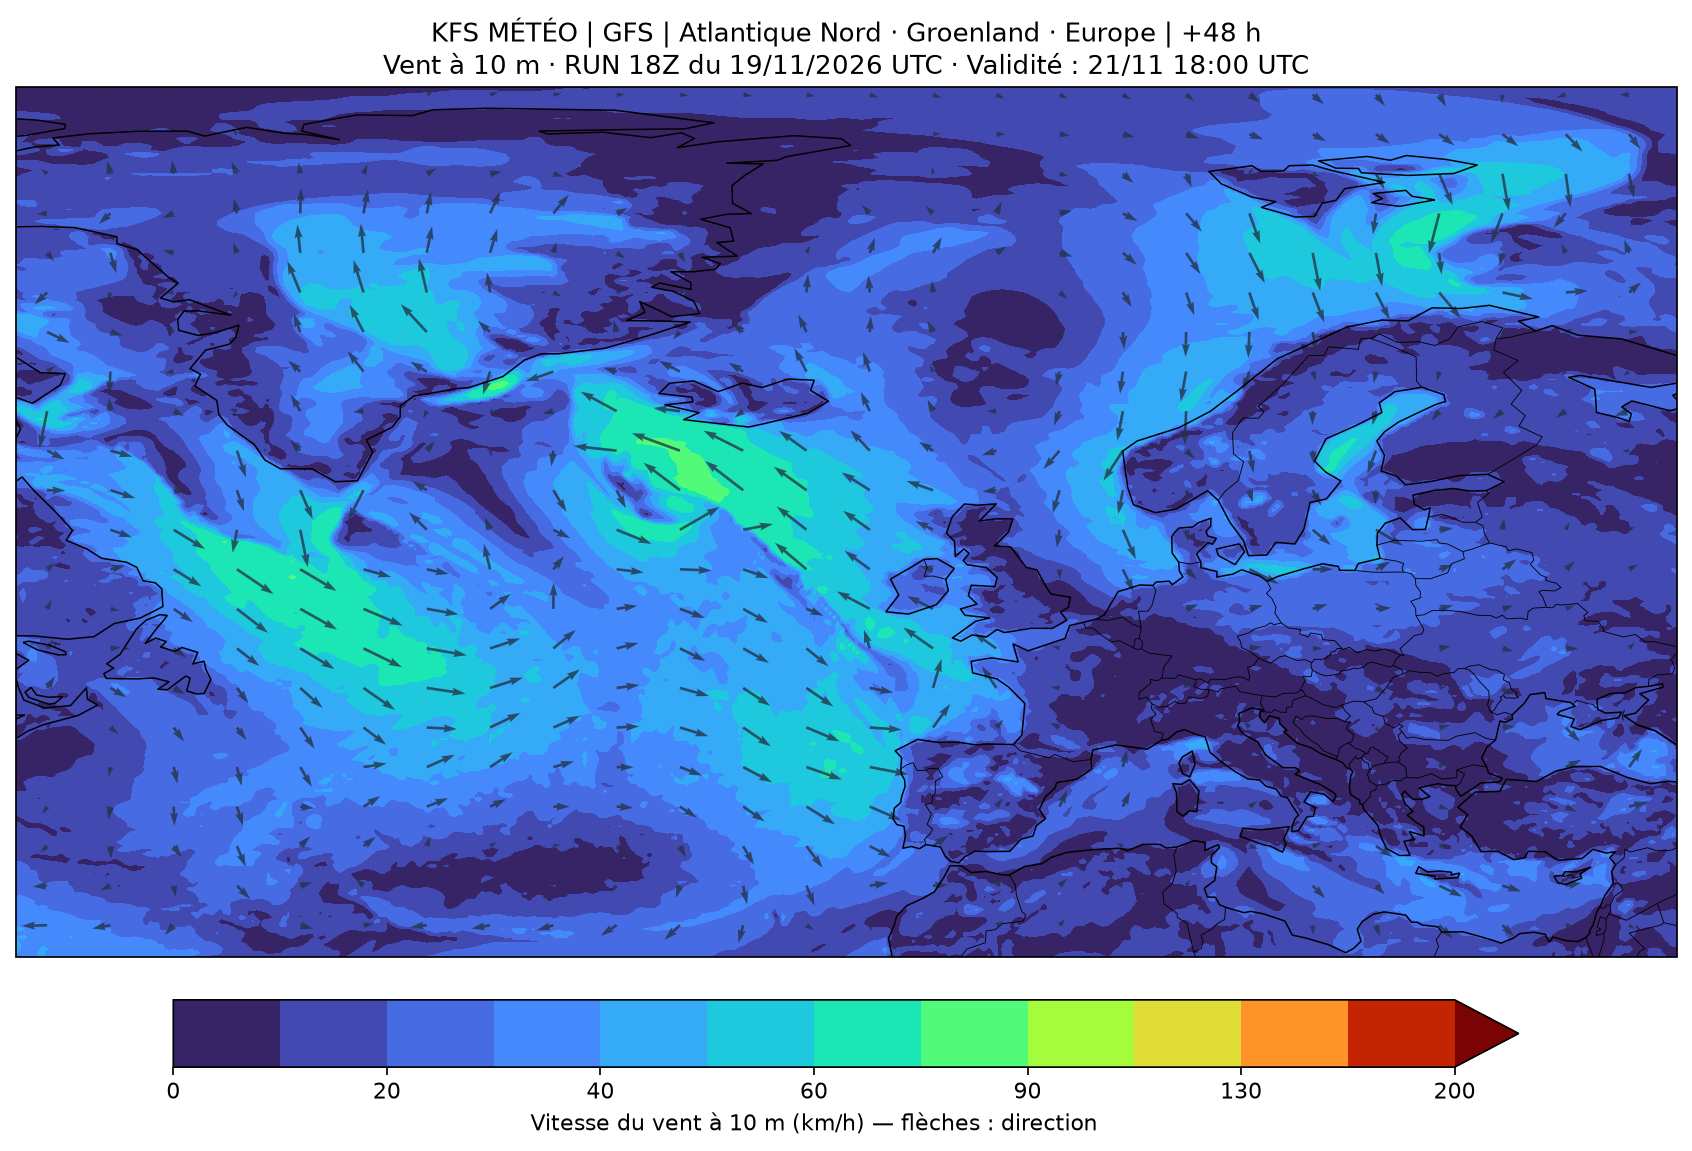 KFS MÉTÉO | GFS | Atlantique Nord · Groenland · Europe | +48 h
Vent à 10 m · RUN 18Z du 19/11/2026 UTC · Validité : 21/11 18:00 UTC
0 20 40 60 90 130 200
Vitesse du vent à 10 m (km/h) — flèches : direction